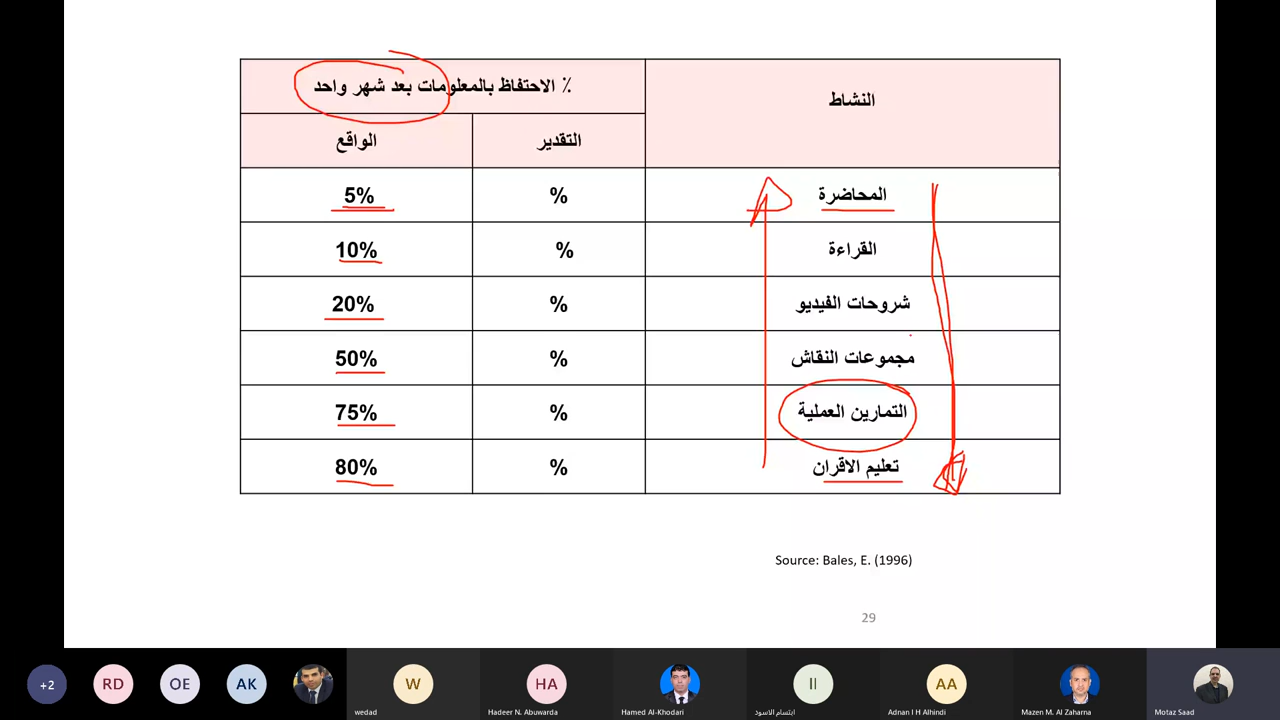 النشاط
٪ الاحتفاظ بالمعلومات بعد شهر واحد
التقدير
الواقع
المحاضرة % 5%
القراءة % 10%
شروحات الفيديو % 20%
مجموعات النقاش % 50%
التمارين العملية % 75%
تعليم الاقران % 80%
Source: Bales, E. (1996)
29
+2
RD
OE
AK
W
wedad
HA
Hadeer N. Abuwarda
Hamed Al-Khodari
اا
ابتسام الاسود
AA
Adnan I H Alhindi
Mazen M. Al Zaharna
Motaz Saad